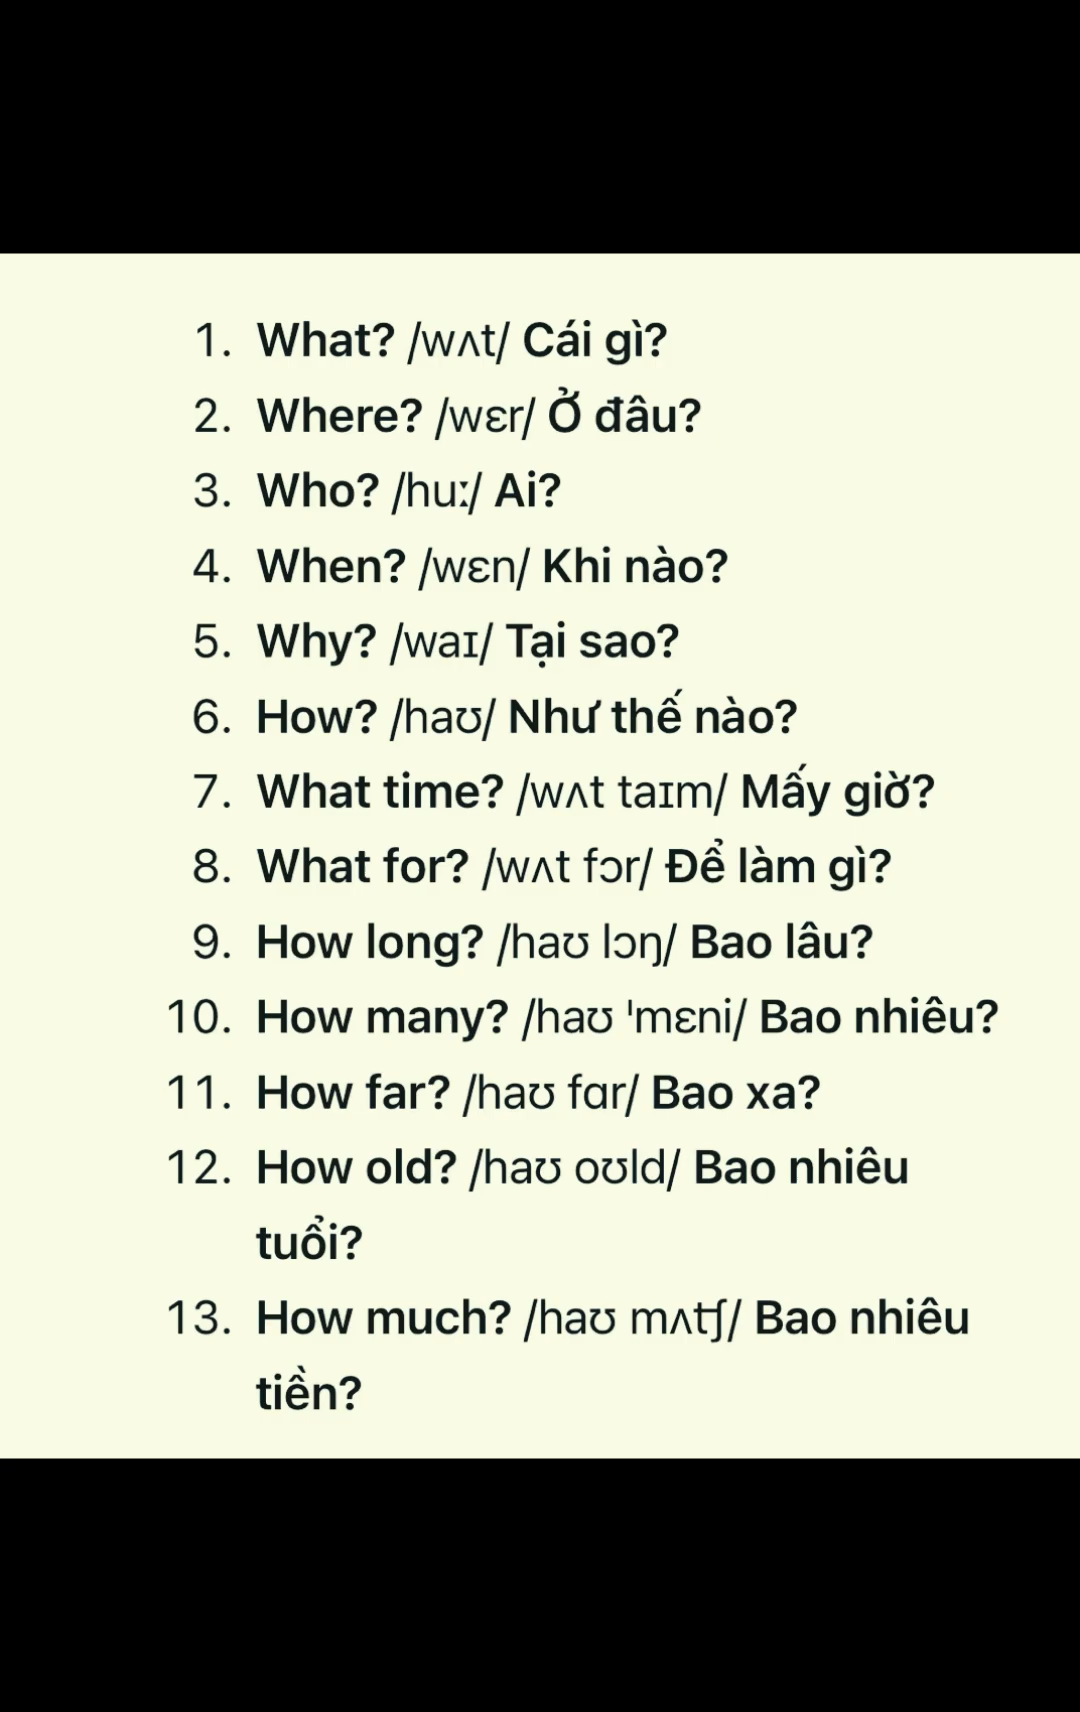 1. What? /wʌt/ Cái gì?
2. Where? /wɛr/ Ở đâu?
3. Who? /huː/ Ai?
4. When? /wɛn/ Khi nào?
5. Why? /waɪ/ Tại sao?
6. How? /haʊ/ Như thế nào?
7. What time? /wʌt taɪm/ Mấy giờ?
8. What for? /wʌt fɔr/ Để làm gì?
9. How long? /haʊ lɔŋ/ Bao lâu?
10. How many? /haʊ ˈmɛni/ Bao nhiêu?
11. How far? /haʊ fɑr/ Bao xa?
12. How old? /haʊ oʊld/ Bao nhiêu
tuổi?
13. How much? /haʊ mʌʧ/ Bao nhiêu
tiền?